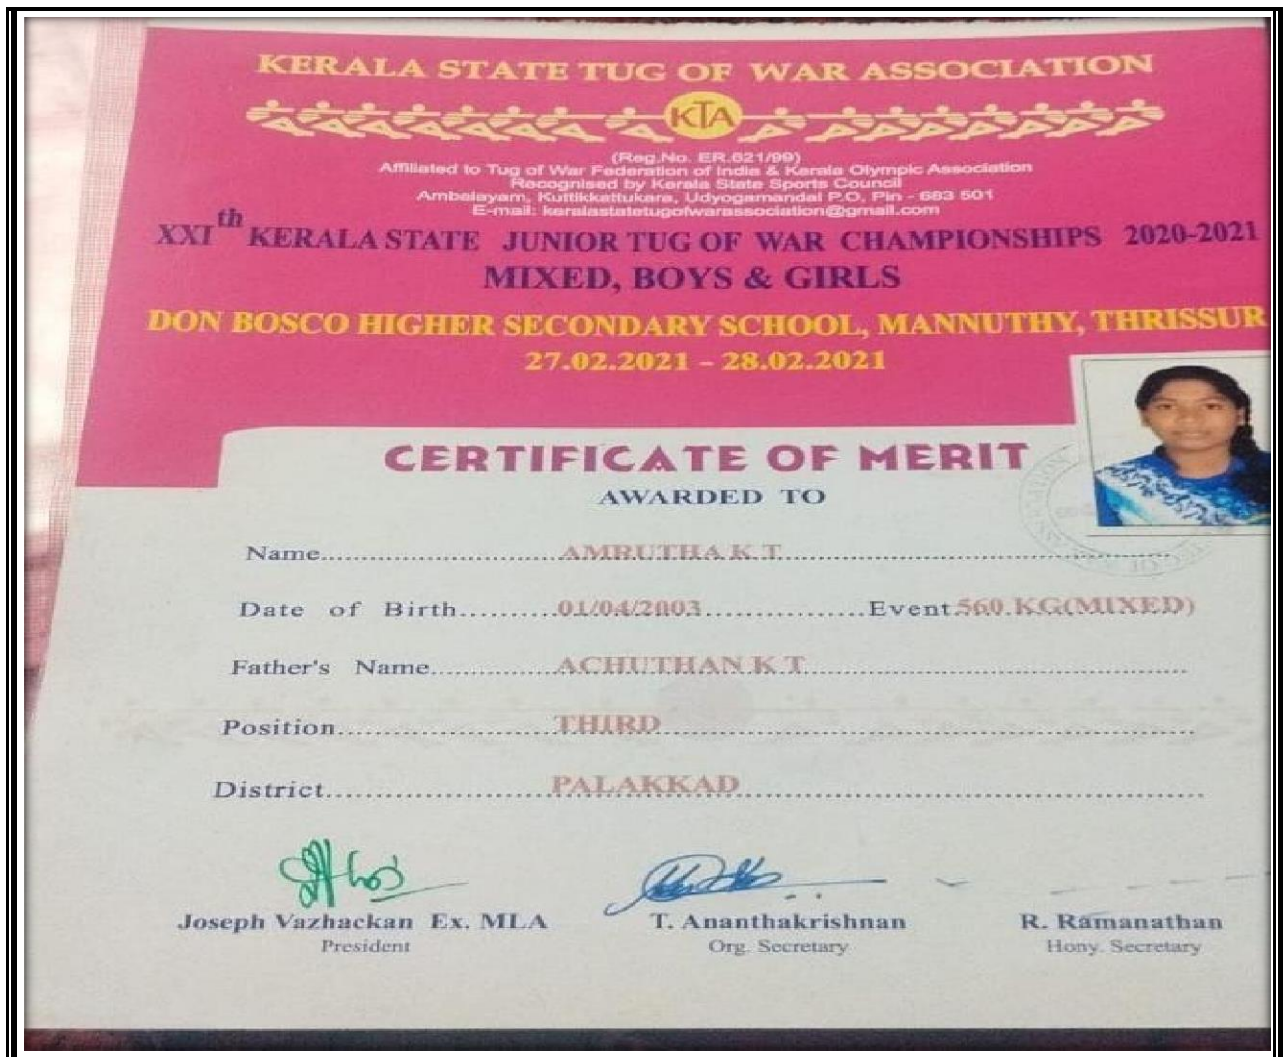 KERALA STATE TUG OF WAR ASSOCIATION
KTA
(Reg.No. ER.621/99)
Affiliated to Tug of War Federation of India & Kerala Olympic Association
Recognised by Kerala State Sports Council
Ambalayam, Kuttikkattukara, Udyogamandal P.O, Pin - 683 501
E-mail: keralastatetugofwarassociation@gmail.com
XXIth KERALA STATE JUNIOR TUG OF WAR CHAMPIONSHIPS 2020-2021
MIXED, BOYS & GIRLS
DON BOSCO HIGHER SECONDARY SCHOOL, MANNUTHY, THRISSUR
27.02.2021 - 28.02.2021
CERTIFICATE OF MERIT
AWARDED TO
Name AMRUTHA K T
Date of Birth 01/04/2003 Event 560 KG(MIXED)
Father's Name ACHUTHAN K T
Position THIRD
District PALAKKAD
Joseph Vazhackan Ex. MLA T. Ananthakrishnan R. Ramanathan
President Org. Secretary Hony. Secretary